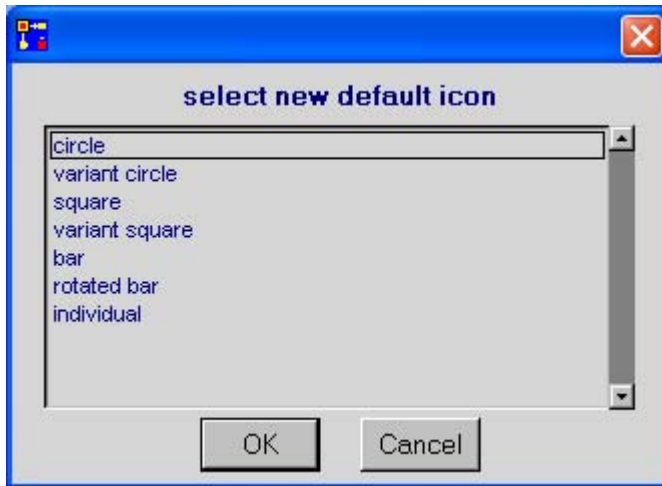 select new default icon
circle
variant circle
square
variant square
bar
rotated bar
individual
OK
Cancel